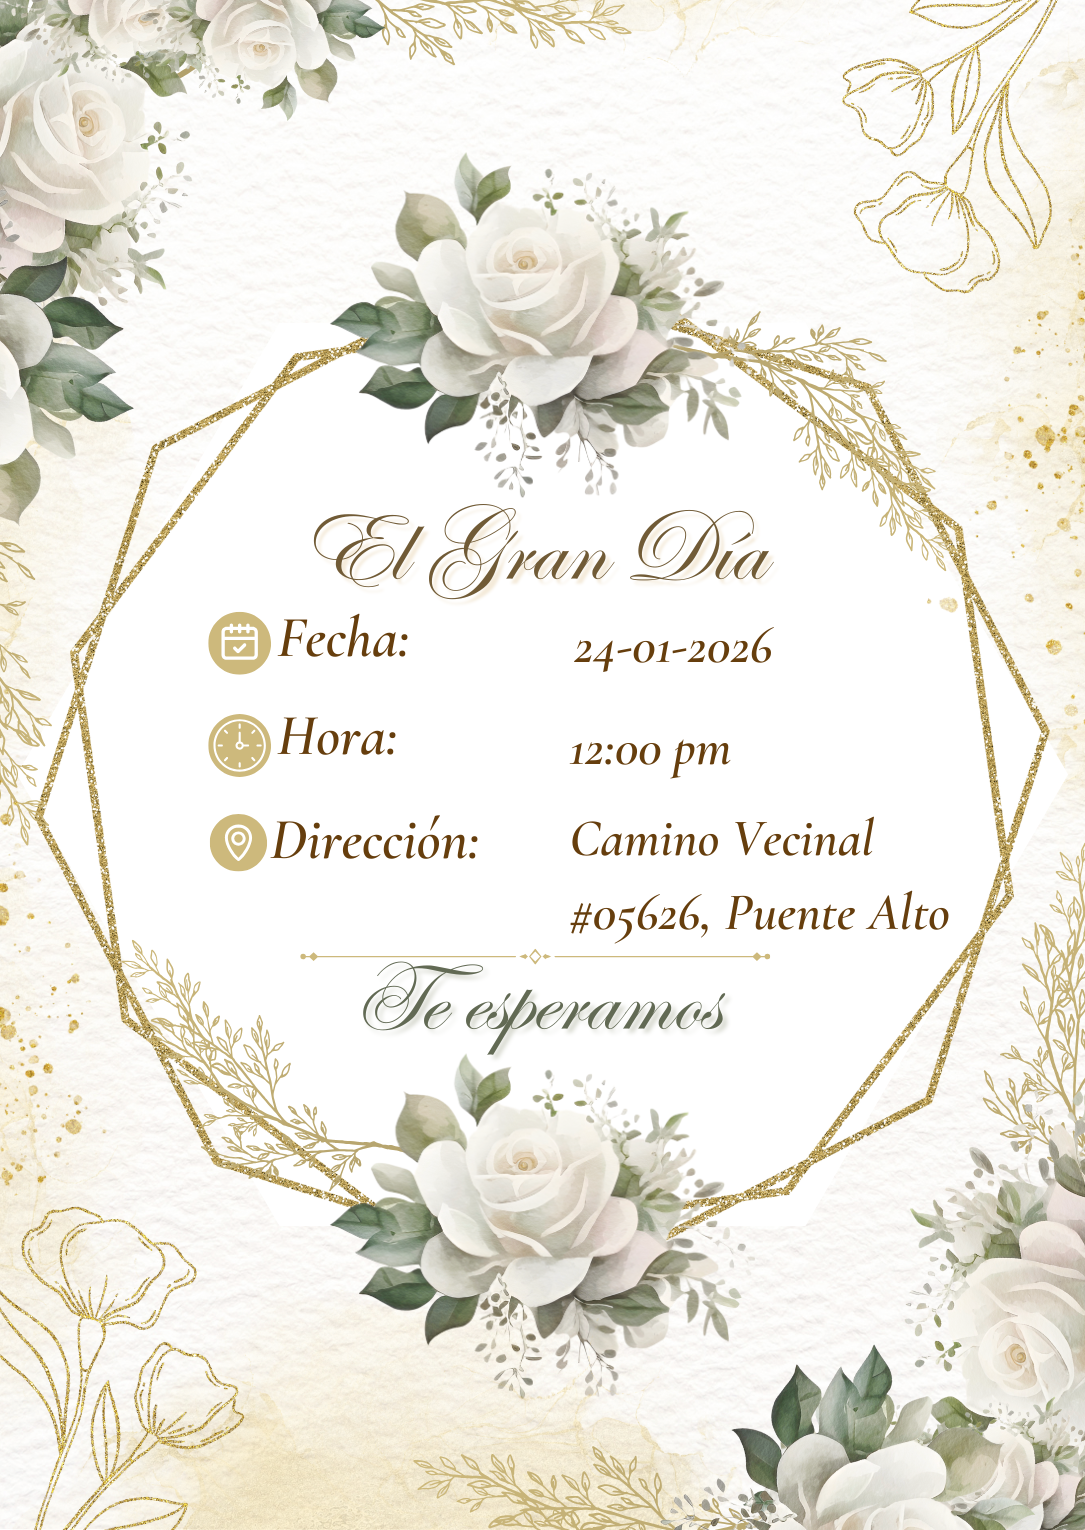 El Gran Día
Fecha: 24-01-2026
Hora: 12:00 pm
Dirección: Camino Vecinal
#05626, Puente Alto
Te esperamos